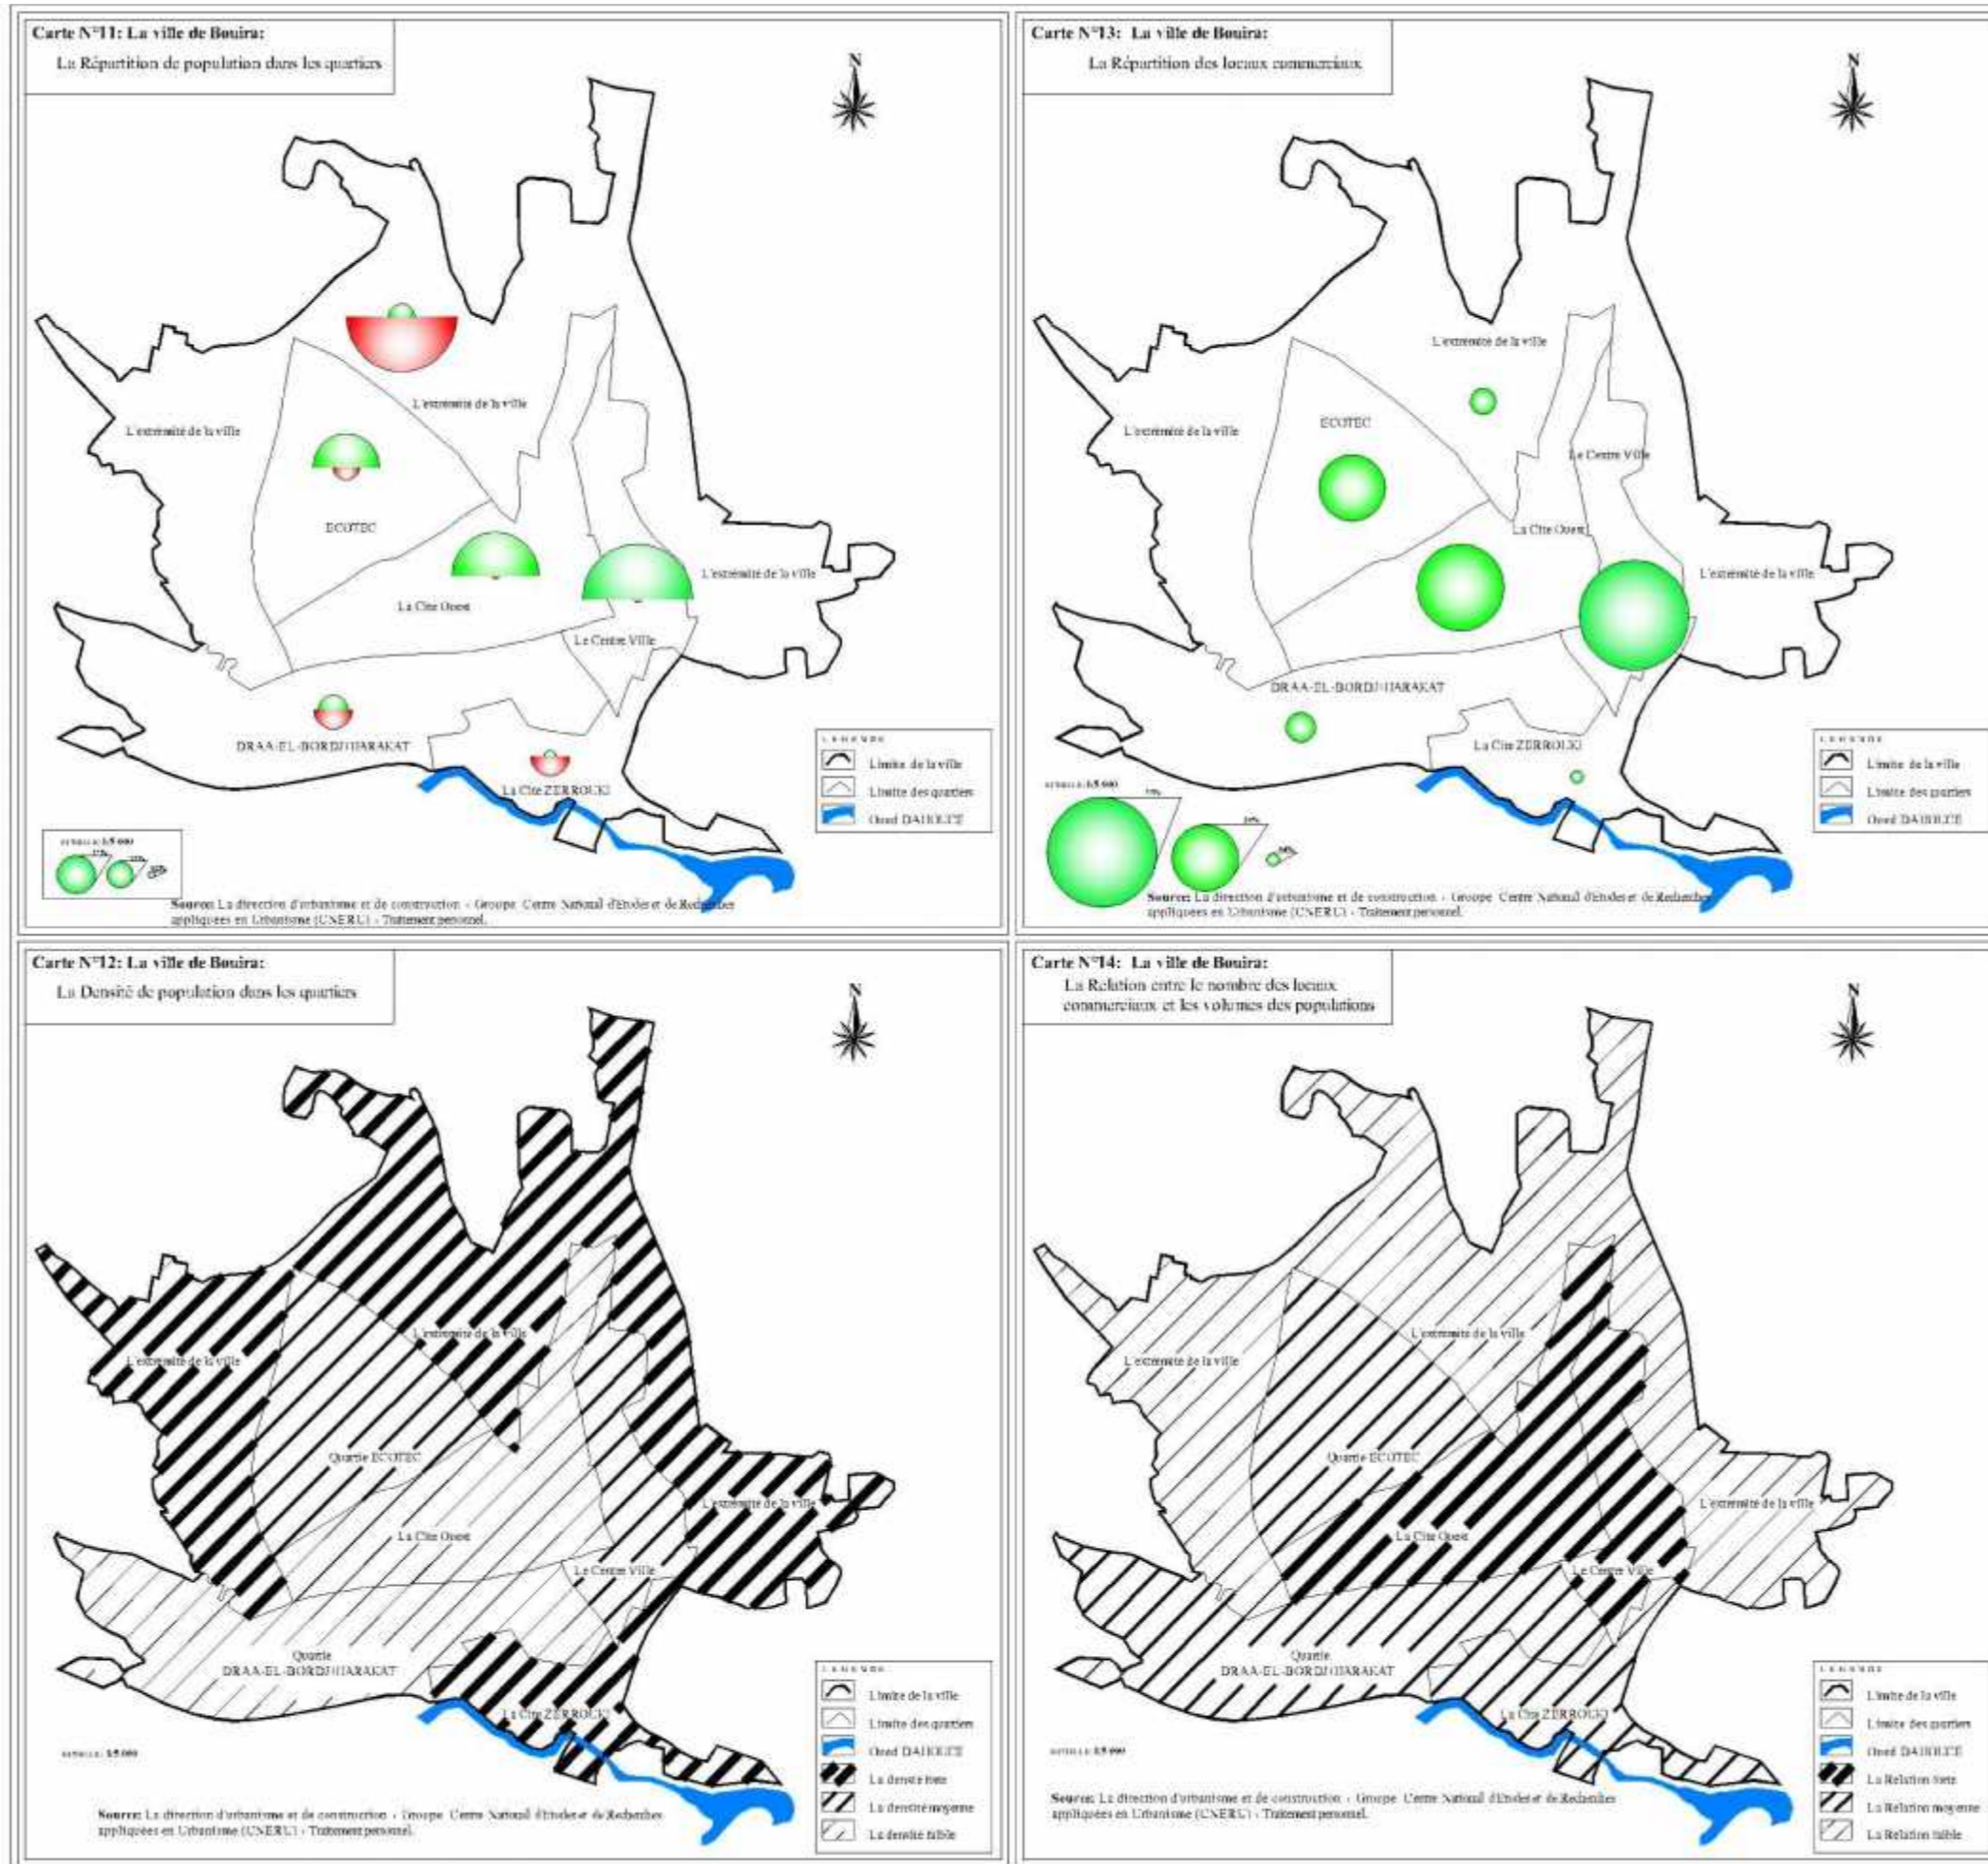 Carte N°11: La ville de Bouira:
La Répartition de population dans les quartiers
N
L'extrémité de la ville
L'extrémité de la ville
ECOTEC
L'extrémité de la ville
La Cite Ouest
Le Centre Ville
DRAA-EL-BORDJ/HARAKAT
La Cite ZERROUKI
LEGENDE
Limite de la ville
Limite des quartiers
Oued
Source: La direction d'urbanisme et de construction - Groupe Centre National d'Etudes et de Recherches
appliquées en Urbanisme (CNERU) - Traitement personnel.
Carte N°13: La ville de Bouira:
La Répartition des locaux commerciaux
N
L'extrémité de la ville
ECOTEC
L'extrémité de la ville
Le Centre Ville
La Cite Ouest
L'extrémité de la ville
DRAA-EL-BORDJ/HARAKAT
La Cite ZERROUKI
LEGENDE
Limite de la ville
Limite des quartiers
Oued
Source: La direction d'urbanisme et de construction - Groupe Centre National d'Etudes et de Recherches
appliquées en Urbanisme (CNERU) - Traitement personnel.
Carte N°12: La ville de Bouira:
La Densité de population dans les quartiers
N
L'extrémité de la ville
L'extrémité de la ville
Quartie ECOTEC
L'extrémité de la ville
La Cite Ouest
Le Centre Ville
Quartie
DRAA-EL-BORDJ/HARAKAT
La Cite ZERROUKI
LEGENDE
Limite de la ville
Limite des quartiers
Oued
La densité forte
La densité moyenne
La densité faible
Source: La direction d'urbanisme et de construction - Groupe Centre National d'Etudes et de Recherches
appliquées en Urbanisme (CNERU) - Traitement personnel.
Carte N°14: La ville de Bouira:
La Relation entre le nombre des locaux
commerciaux et les volumes des populations
N
L'extrémité de la ville
L'extrémité de la ville
Quartie ECOTEC
L'extrémité de la ville
La Cite Ouest
Le Centre Ville
Quartie
DRAA-EL-BORDJ/HARAKAT
La Cite ZERROUKI
LEGENDE
Limite de la ville
Limite des quartiers
Oued
La Relation forte
La Relation moyenne
La Relation faible
Source: La direction d'urbanisme et de construction - Groupe Centre National d'Etudes et de Recherches
appliquées en Urbanisme (CNERU) - Traitement personnel.